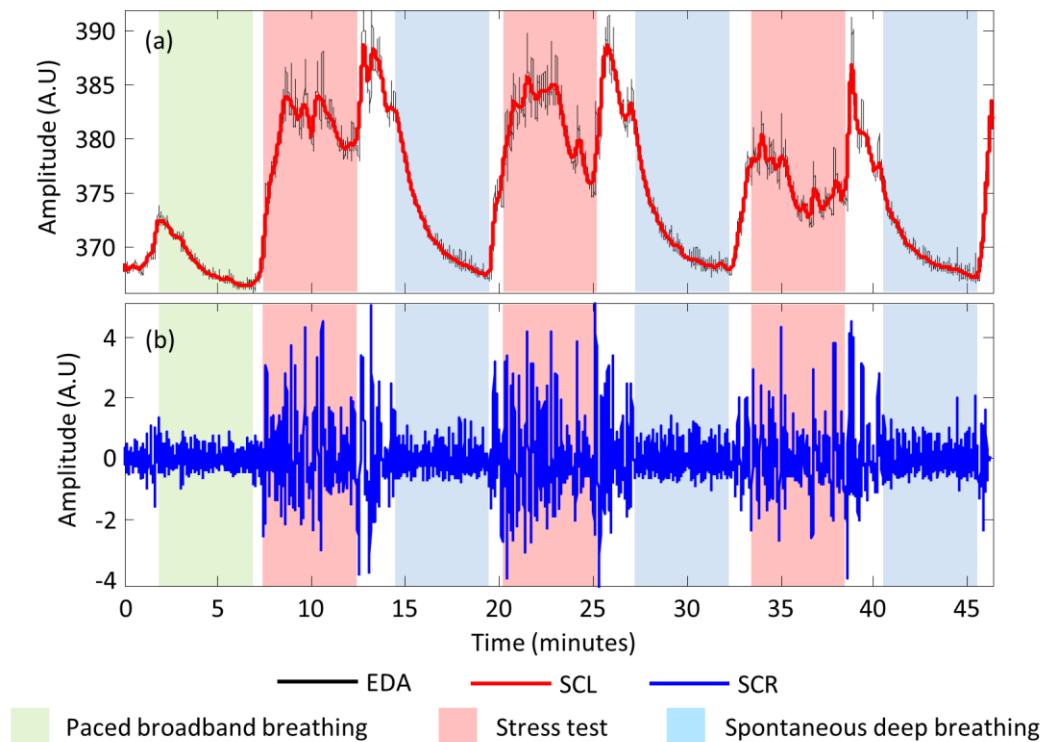 (a)
Amplitude (A.U)
390
385
380
375
370
(b)
Amplitude (A.U)
4
2
0
-2
-4
0 5 10 15 20 25 30 35 40 45
Time (minutes)
EDA SCL SCR
Paced broadband breathing Stress test Spontaneous deep breathing